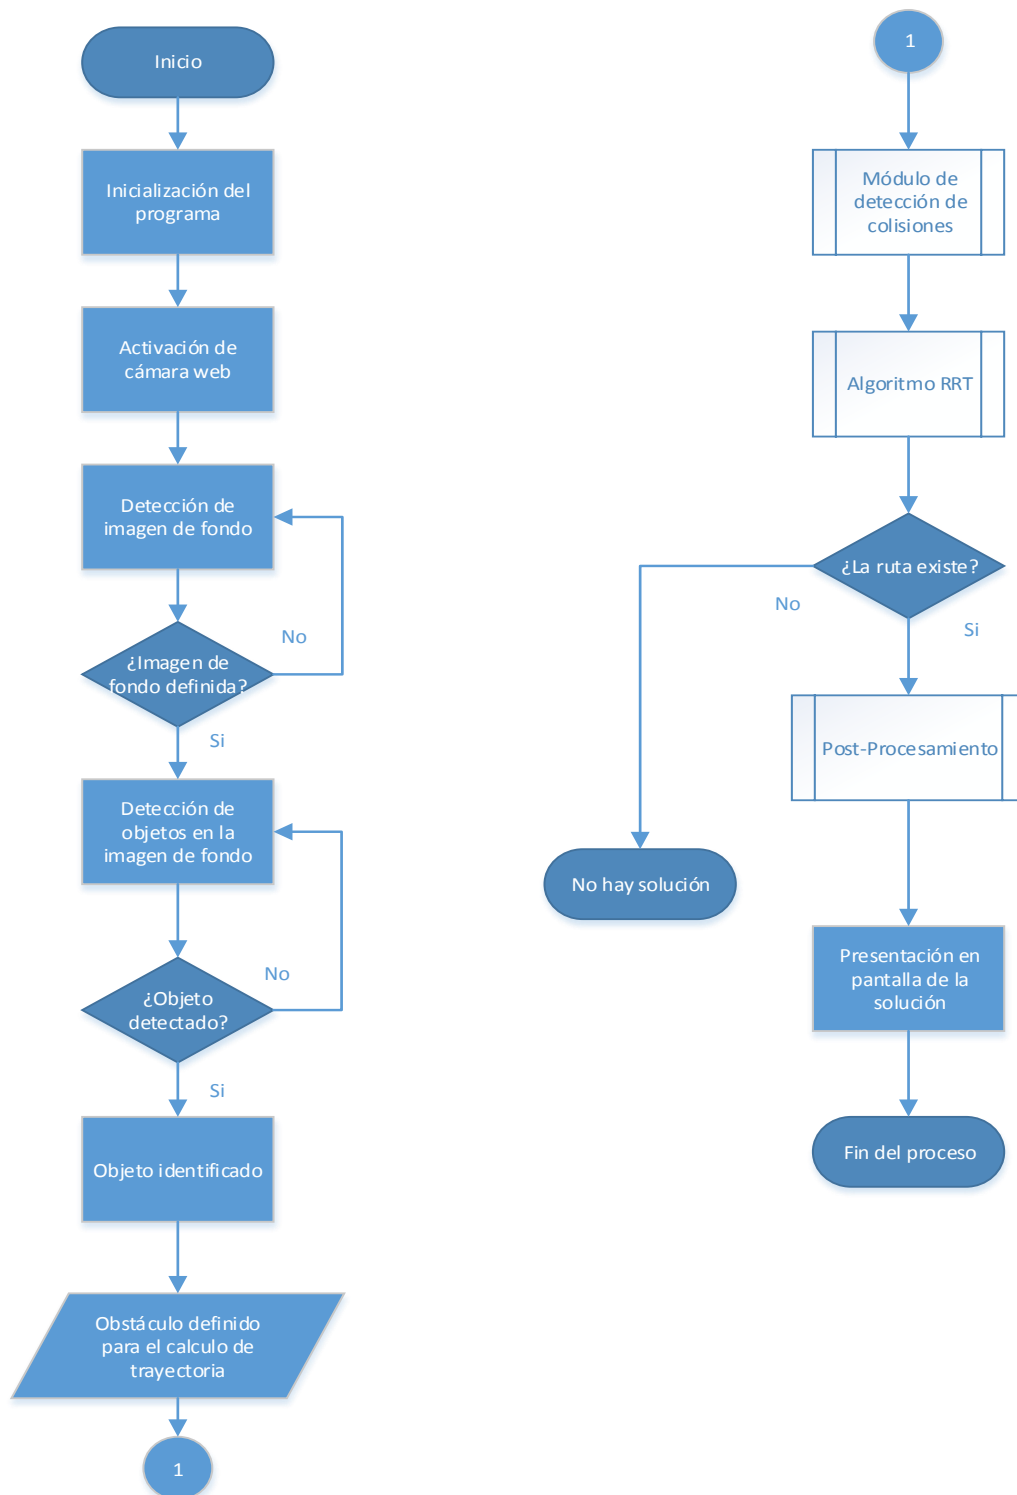 Inicio
Inicialización del
programa
Activación de
cámara web
Detección de
imagen de fondo
No
¿Imagen de
fondo definida?
Si
Detección de
objetos en la
imagen de fondo
No
¿Objeto
detectado?
Si
Objeto identificado
Obstáculo definido
para el calculo de
trayectoria
1
1
Módulo de
detección de
colisiones
Algoritmo RRT
¿La ruta existe?
No
Si
Post-Procesamiento
No hay solución
Presentación en
pantalla de la
solución
Fin del proceso